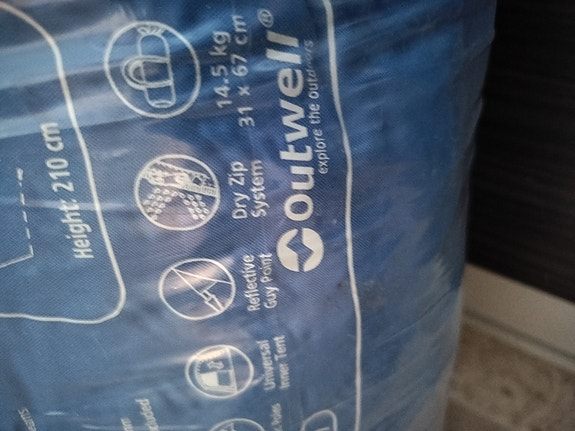 Height: 210 cm
14.5 kg
31 x 67 cm
Dry Zip
System
Reflective
Guy Point
Universal
Inner Tent
outwell®
explore the outdoors